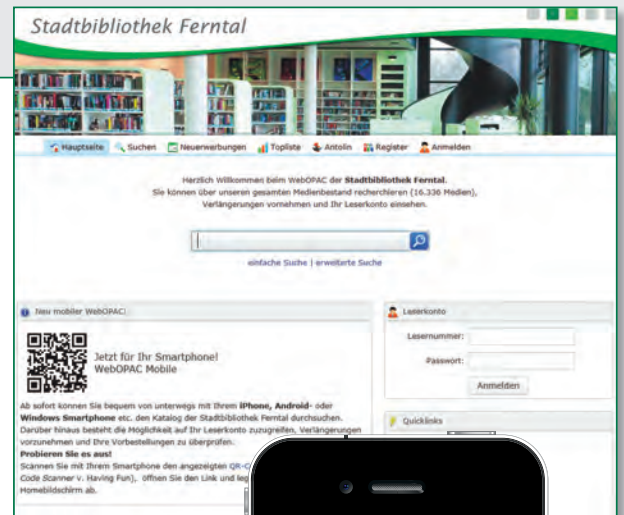 Stadtbibliothek Ferntal
Hauptseite Suchen Neuerwerbungen Topliste Antolin Register Anmelden
Herzlich Willkommen beim WebOPAC der Stadtbibliothek Ferntal.
Sie können über unseren gesamten Medienbestand recherchieren (16.336 Medien),
Verlängerungen vornehmen und Ihr Leserkonto einsehen.
einfache Suche | erweiterte Suche
Neu mobiler WebOPAC!
Jetzt für Ihr Smartphone!
WebOPAC Mobile
Ab sofort können Sie bequem von unterwegs mit Ihrem iPhone, Android- oder
Windows Smartphone etc. den Katalog der Stadtbibliothek Ferntal durchsuchen.
Darüber hinaus besteht die Möglichkeit auf Ihr Leserkonto zuzugreifen, Verlängerungen
vorzunehmen und Ihre Vorbestellungen zu überprüfen.
Probieren Sie es aus!
Scannen Sie mit Ihrem Smartphone den angezeigten QR-C
Code Scanner v. Having Fun), öffnen Sie den Link und leg
Homebildschirm ab.
Leserkonto
Lesernummer:
Passwort:
Anmelden
Quicklinks